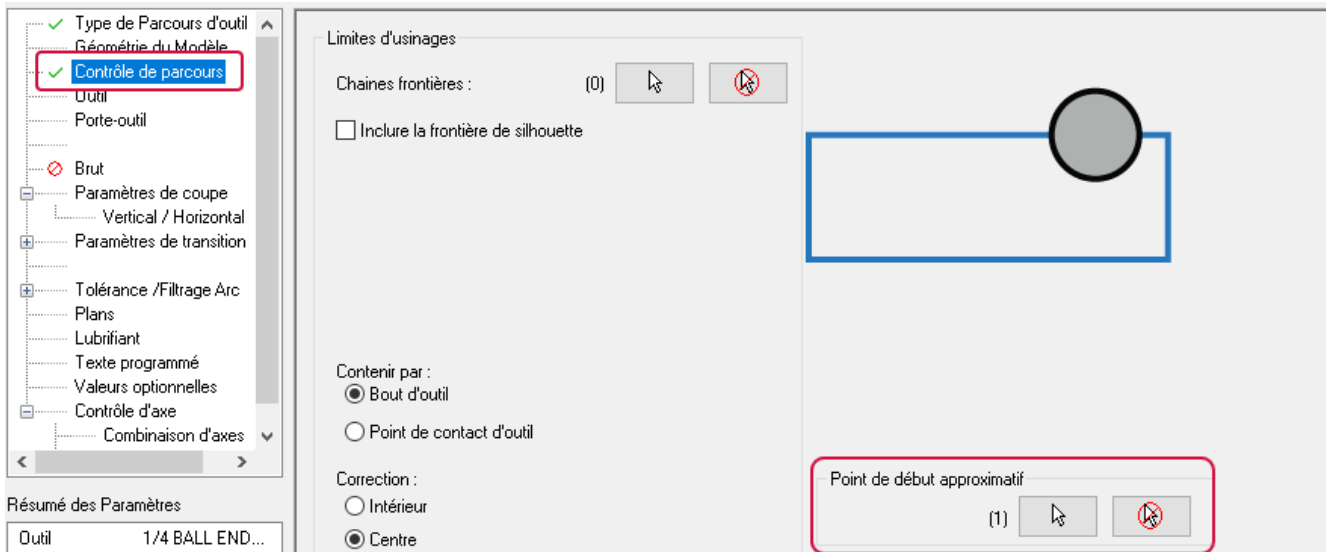 Type de Parcours d'outil
Géométrie du Modèle
Contrôle de parcours
Outil
Porte-outil
Brut
Paramètres de coupe
Vertical / Horizontal
Paramètres de transition
Tolérance /Filtrage Arc
Plans
Lubrifiant
Texte programmé
Valeurs optionnelles
Contrôle d'axe
Combinaison d'axes
Résumé des Paramètres
Outil 1/4 BALL END...
Limites d'usinages
Chaines frontières : (0)
Inclure la frontière de silhouette
Contenir par :
Bout d'outil
Point de contact d'outil
Correction :
Intérieur
Centre
Point de début approximatif
(1)